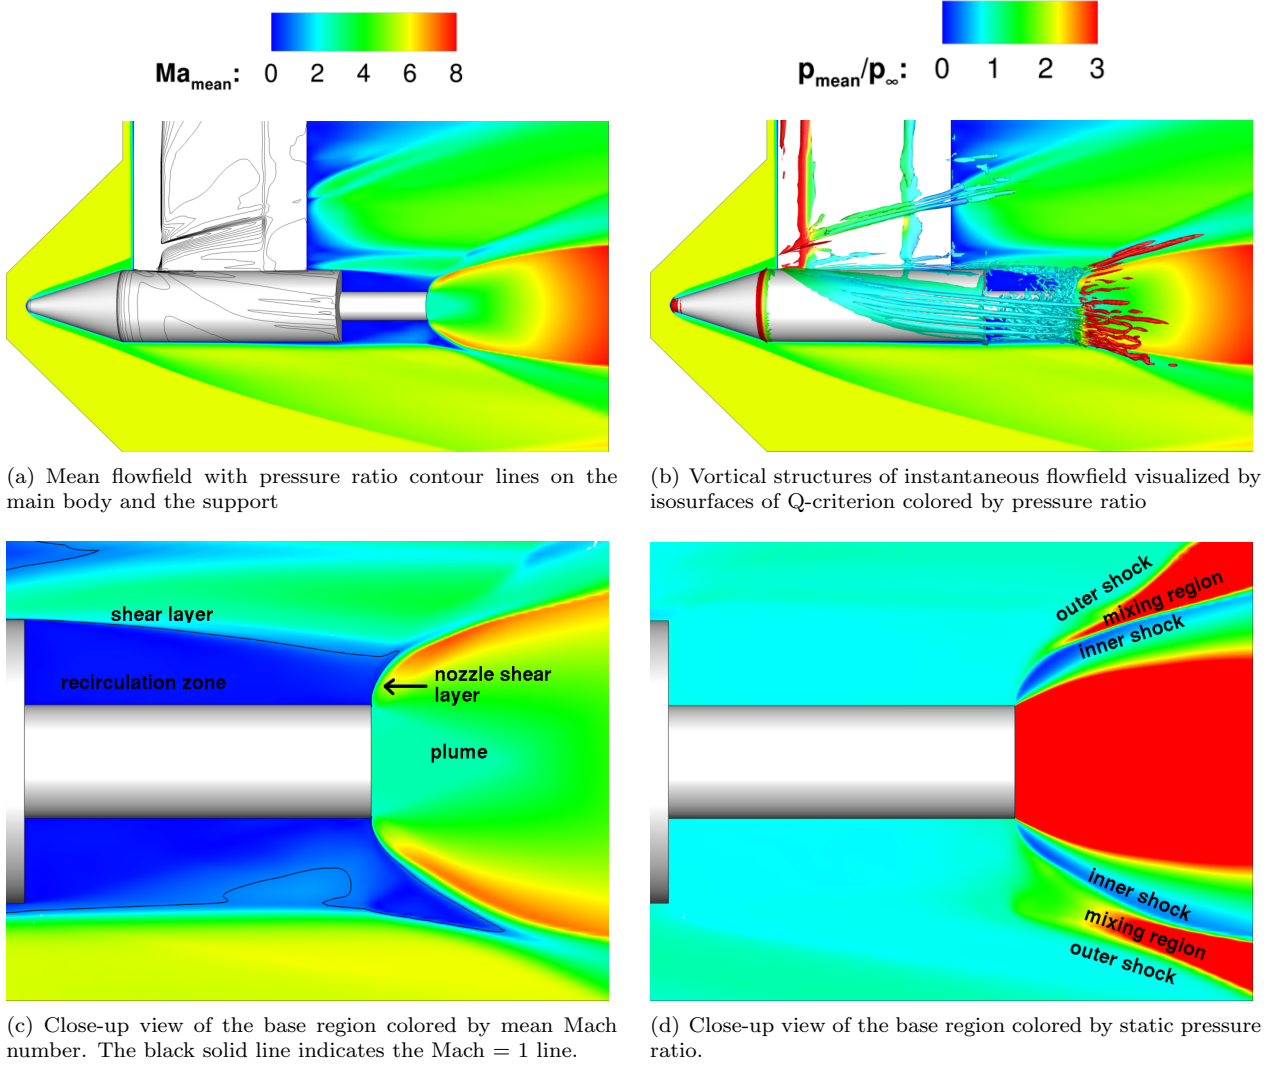 Ma_mean: 0 2 4 6 8
p_mean/p_∞: 0 1 2 3
(a) Mean flowfield with pressure ratio contour lines on the
main body and the support
(b) Vortical structures of instantaneous flowfield visualized by
isosurfaces of Q-criterion colored by pressure ratio
shear layer
recirculation zone
nozzle shear
layer
plume
outer shock
mixing region
inner shock
inner shock
mixing region
outer shock
(c) Close-up view of the base region colored by mean Mach
number. The black solid line indicates the Mach = 1 line.
(d) Close-up view of the base region colored by static pressure
ratio.